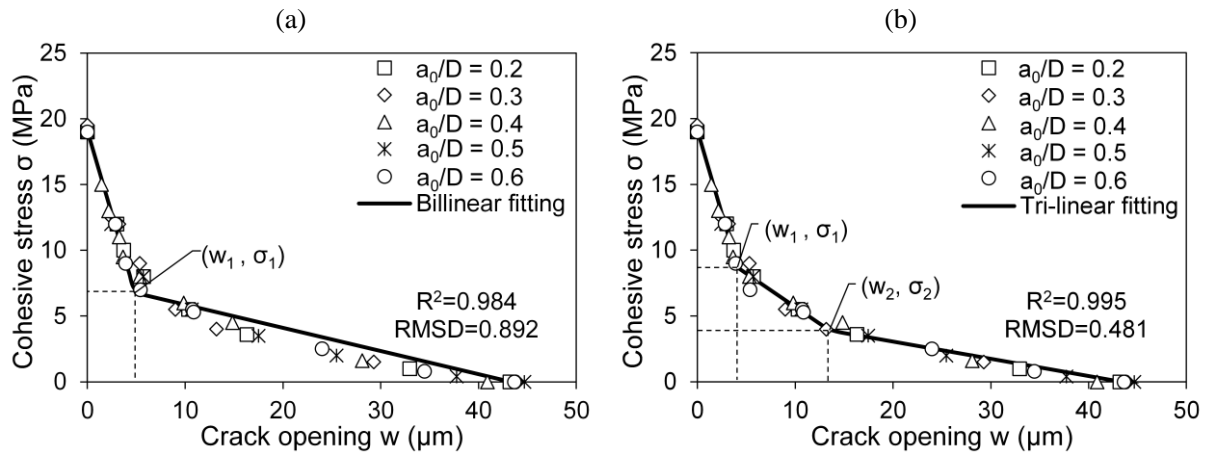 (a)
Cohesive stress σ (MPa)
25
20
15
10
5
0
0 10 20 30 40 50
Crack opening w (µm)
a₀/D = 0.2
a₀/D = 0.3
a₀/D = 0.4
a₀/D = 0.5
a₀/D = 0.6
Billinear fitting
(w₁ , σ₁)
R²=0.984
RMSD=0.892
(b)
Cohesive stress σ (MPa)
25
20
15
10
5
0
0 10 20 30 40 50
Crack opening w (µm)
a₀/D = 0.2
a₀/D = 0.3
a₀/D = 0.4
a₀/D = 0.5
a₀/D = 0.6
Tri-linear fitting
(w₁ , σ₁)
(w₂, σ₂)
R²=0.995
RMSD=0.481